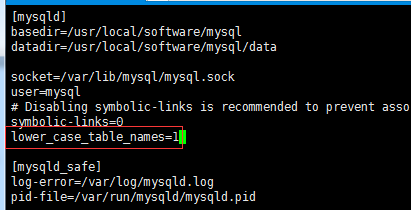 [mysqld]
basedir=/usr/local/software/mysql
datadir=/usr/local/software/mysql/data
socket=/var/lib/mysql/mysql.sock
user=mysql
# Disabling symbolic-links is recommended to prevent asso
symbolic-links=0
lower_case_table_names=1
[mysqld_safe]
log-error=/var/log/mysqld.log
pid-file=/var/run/mysqld/mysqld.pid